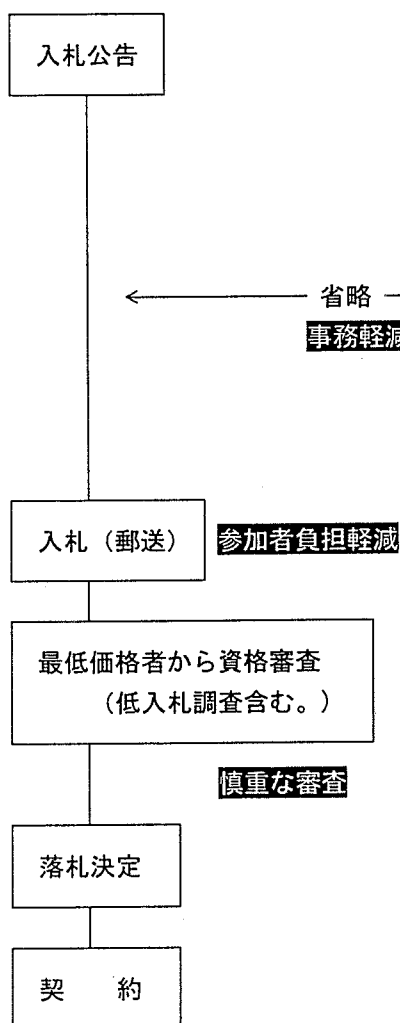 入札公告
省略
事務軽減
入札（郵送）
参加者負担軽減
最低価格者から資格審査
（低入札調査含む。）
慎重な審査
落札決定
契　　約